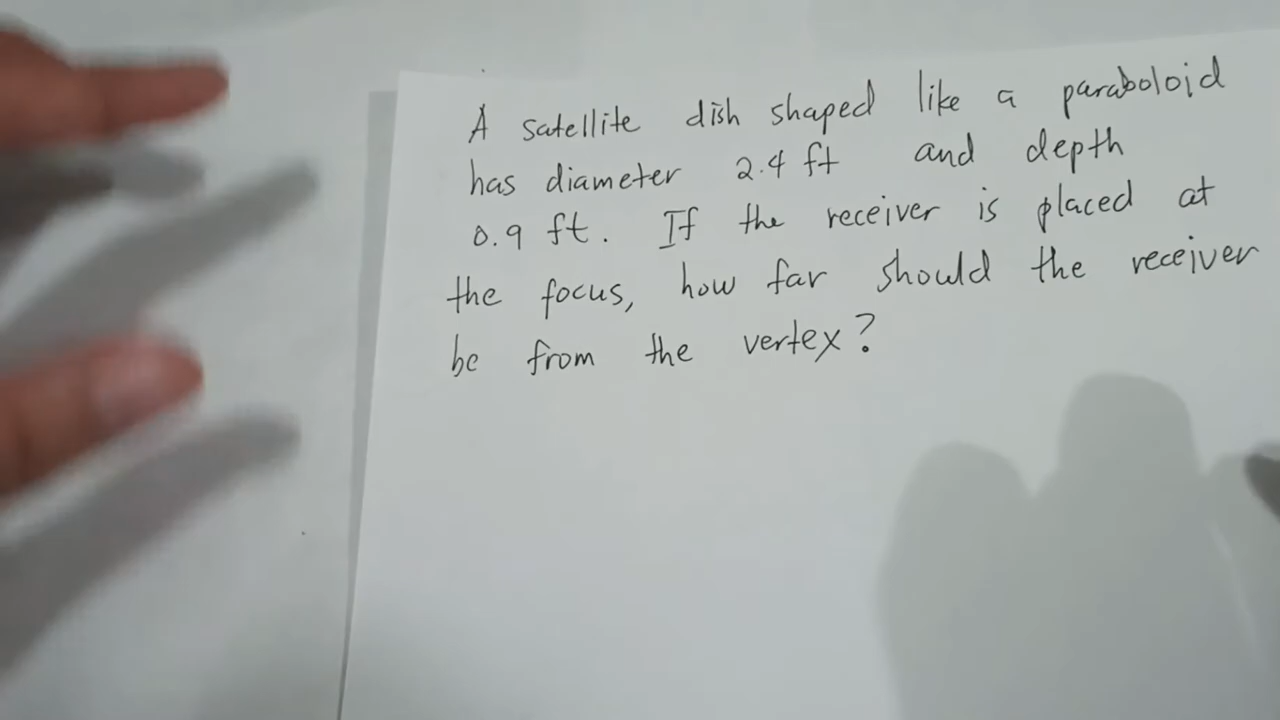 A satellite dish shaped like a paraboloid
has diameter 2.4 ft and depth
0.9 ft. If the receiver is placed at
the focus, how far should the receiver
be from the vertex?